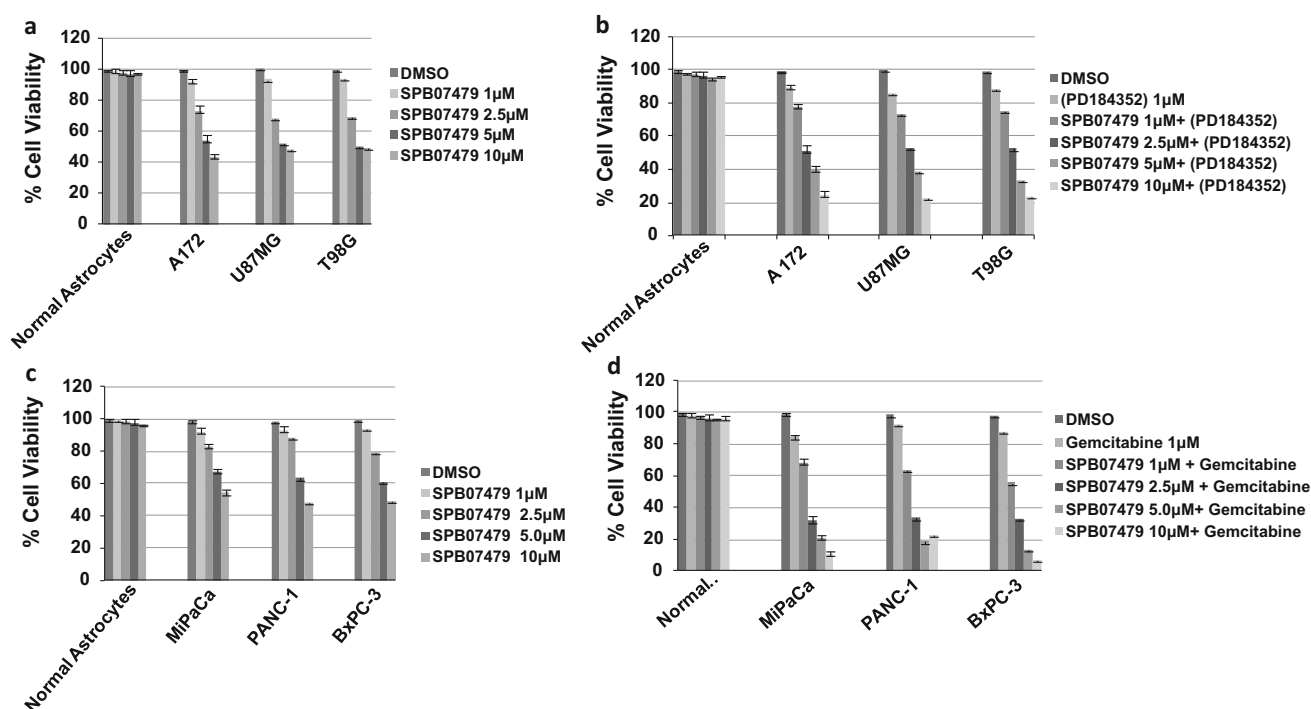 a
120
100
80
60
40
20
0
% Cell Viability
Normal Astrocytes
A172
U87MG
T98G
DMSO
SPB07479 1µM
SPB07479 2.5µM
SPB07479 5µM
SPB07479 10µM
b
120
100
80
60
40
20
0
% Cell Viability
Normal Astrocytes
A172
U87MG
T98G
DMSO
(PD184352) 1µM
SPB07479 1µM+ (PD184352)
SPB07479 2.5µM+ (PD184352)
SPB07479 5µM+ (PD184352)
SPB07479 10µM+ (PD184352)
c
120
100
80
60
40
20
0
% Cell Viability
Normal Astrocytes
MiPaCa
PANC-1
BxPC-3
DMSO
SPB07479 1µM
SPB07479 2.5µM
SPB07479 5.0µM
SPB07479 10µM
d
120
100
80
60
40
20
0
% Cell Viability
Normal..
MiPaCa
PANC-1
BxPC-3
DMSO
Gemcitabine 1µM
SPB07479 1µM + Gemcitabine
SPB07479 2.5µM + Gemcitabine
SPB07479 5.0µM+ Gemcitabine
SPB07479 10µM+ Gemcitabine